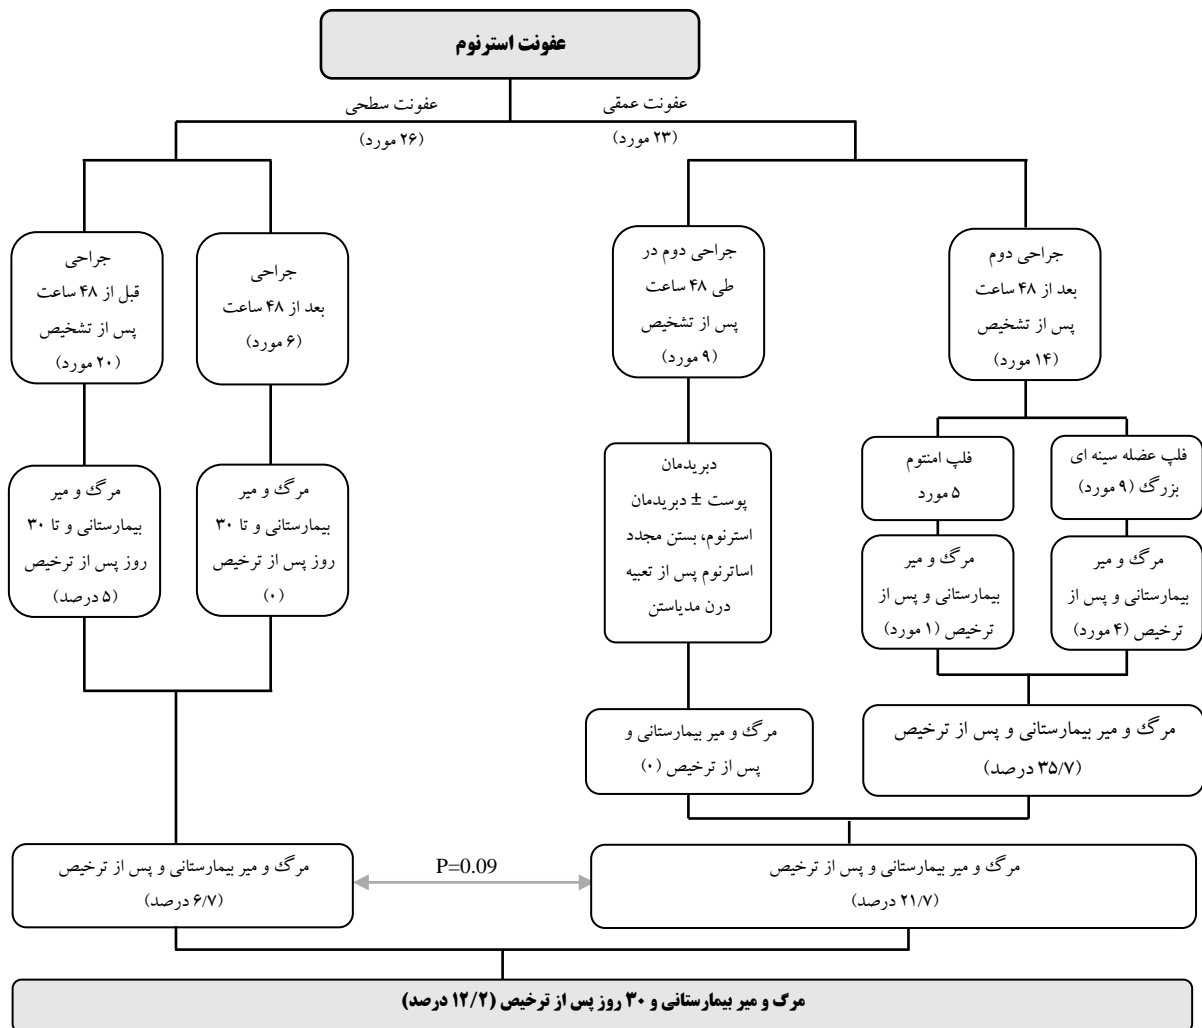 عفونت استرنوم
عفونت عمقی
(۲۳ مورد)
عفونت سطحی
(۲۶ مورد)
جراحی دوم
بعد از ۴۸ ساعت
پس از تشخیص
(۱۴ مورد)
جراحی دوم در
طی ۴۸ ساعت
پس از تشخیص
(۹ مورد)
جراحی
بعد از ۴۸ ساعت
(۶ مورد)
جراحی
قبل از ۴۸ ساعت
پس از تشخیص
(۲۰ مورد)
فلپ عضله سینه ای
بزرگ (۹ مورد)
فلپ امنتوم
۵ مورد
دبریدمان
پوست ± دبریدمان
استرنوم، بستن مجدد
اساترنوم پس از تعبیه
درن مدیاستن
مرگ و میر
بیمارستانی و تا ۳۰
روز پس از ترخیص
(۰)
مرگ و میر
بیمارستانی و تا ۳۰
روز پس از ترخیص
(۵ درصد)
مرگ و میر
بیمارستانی و پس از
ترخیص (۴ مورد)
مرگ و میر
بیمارستانی و پس از
ترخیص (۱ مورد)
مرگ و میر بیمارستانی و پس از ترخیص
(۳۵/۷ درصد)
مرگ و میر بیمارستانی و
پس از ترخیص (۰)
مرگ و میر بیمارستانی و پس از ترخیص
(۲۱/۷ درصد)
P=0.09
مرگ و میر بیمارستانی و پس از ترخیص
(۶/۷ درصد)
مرگ و میر بیمارستانی و ۳۰ روز پس از ترخیص (۱۲/۲ درصد)